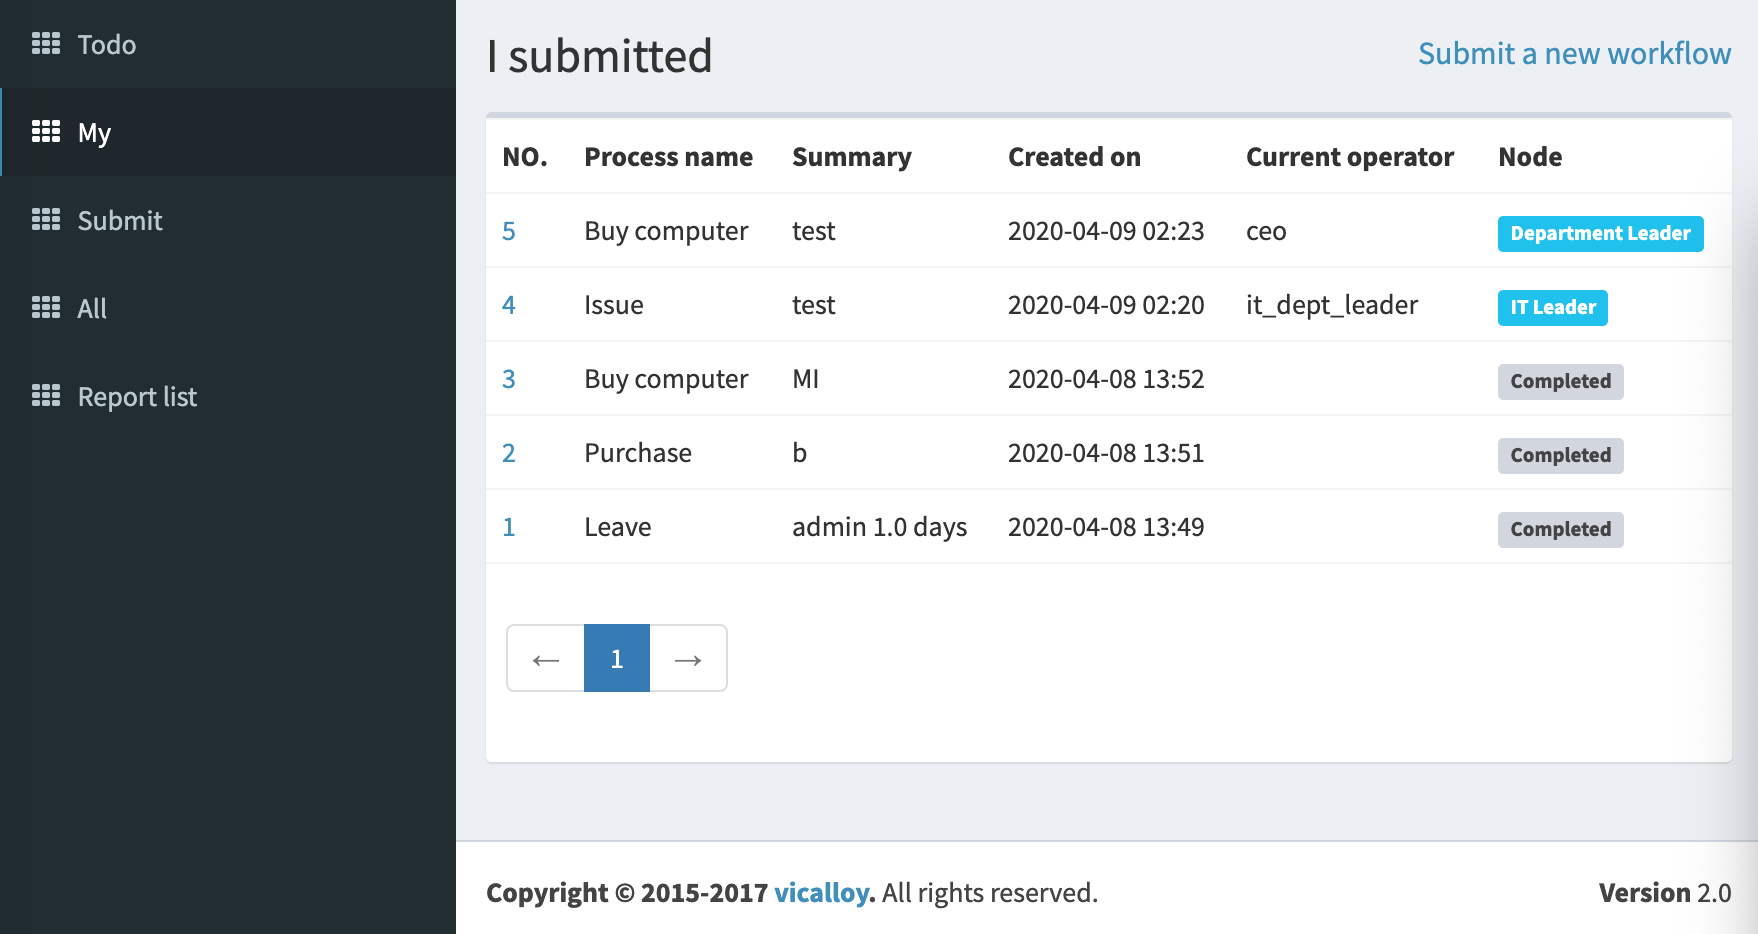 Todo
My
Submit
All
Report list
I submitted
Submit a new workflow
NO. Process name Summary Created on Current operator Node
5 Buy computer test 2020-04-09 02:23 ceo Department Leader
4 Issue test 2020-04-09 02:20 it_dept_leader IT Leader
3 Buy computer MI 2020-04-08 13:52 Completed
2 Purchase b 2020-04-08 13:51 Completed
1 Leave admin 1.0 days 2020-04-08 13:49 Completed
← 1 →
Copyright © 2015-2017 vicalloy. All rights reserved.
Version 2.0